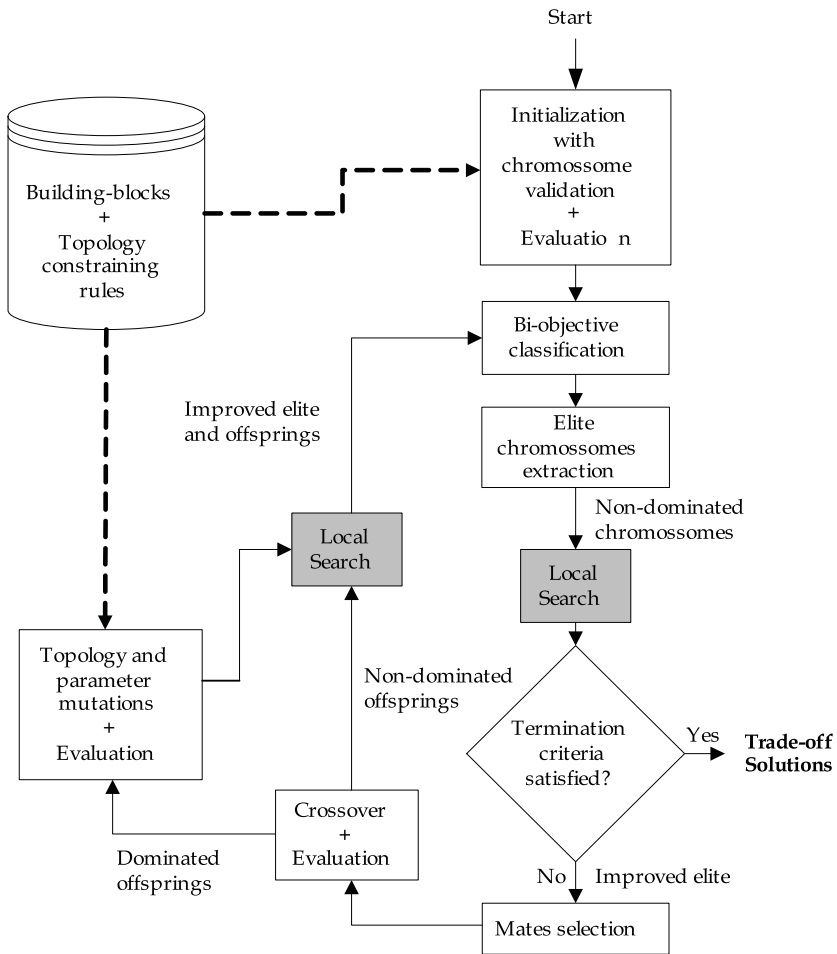 Start
Initialization
with
chromossome
validation
+
Evaluatio n
Building-blocks
+
Topology
constraining
rules
Bi-objective
classification
Improved elite
and offsprings
Elite
chromossomes
extraction
Non-dominated
chromossomes
Local
Search
Local
Search
Topology and
parameter
mutations
+
Evaluation
Non-dominated
offsprings
Termination
criteria
satisfied?
Yes
Trade-off
Solutions
Crossover
+
Evaluation
Dominated
offsprings
No
Improved elite
Mates selection